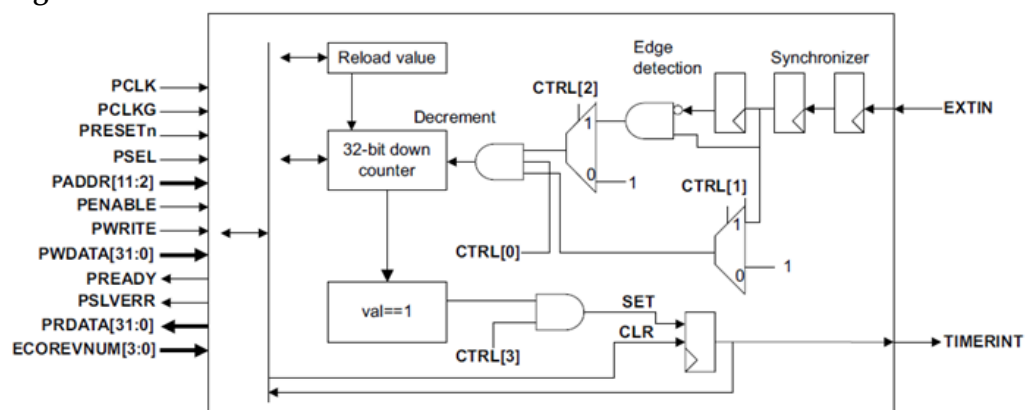 PCLK
PCLKG
PRESETn
PSEL
PADDR[11:2]
PENABLE
PWRITE
PWDATA[31:0]
PREADY
PSLVERR
PRDATA[31:0]
ECOREVNUM[3:0]
Reload value
Decrement
32-bit down
counter
val==1
CTRL[2]
1
0
1
Edge
detection
Synchronizer
EXTIN
CTRL[1]
1
0
1
CTRL[0]
CTRL[3]
SET
CLR
TIMERINT